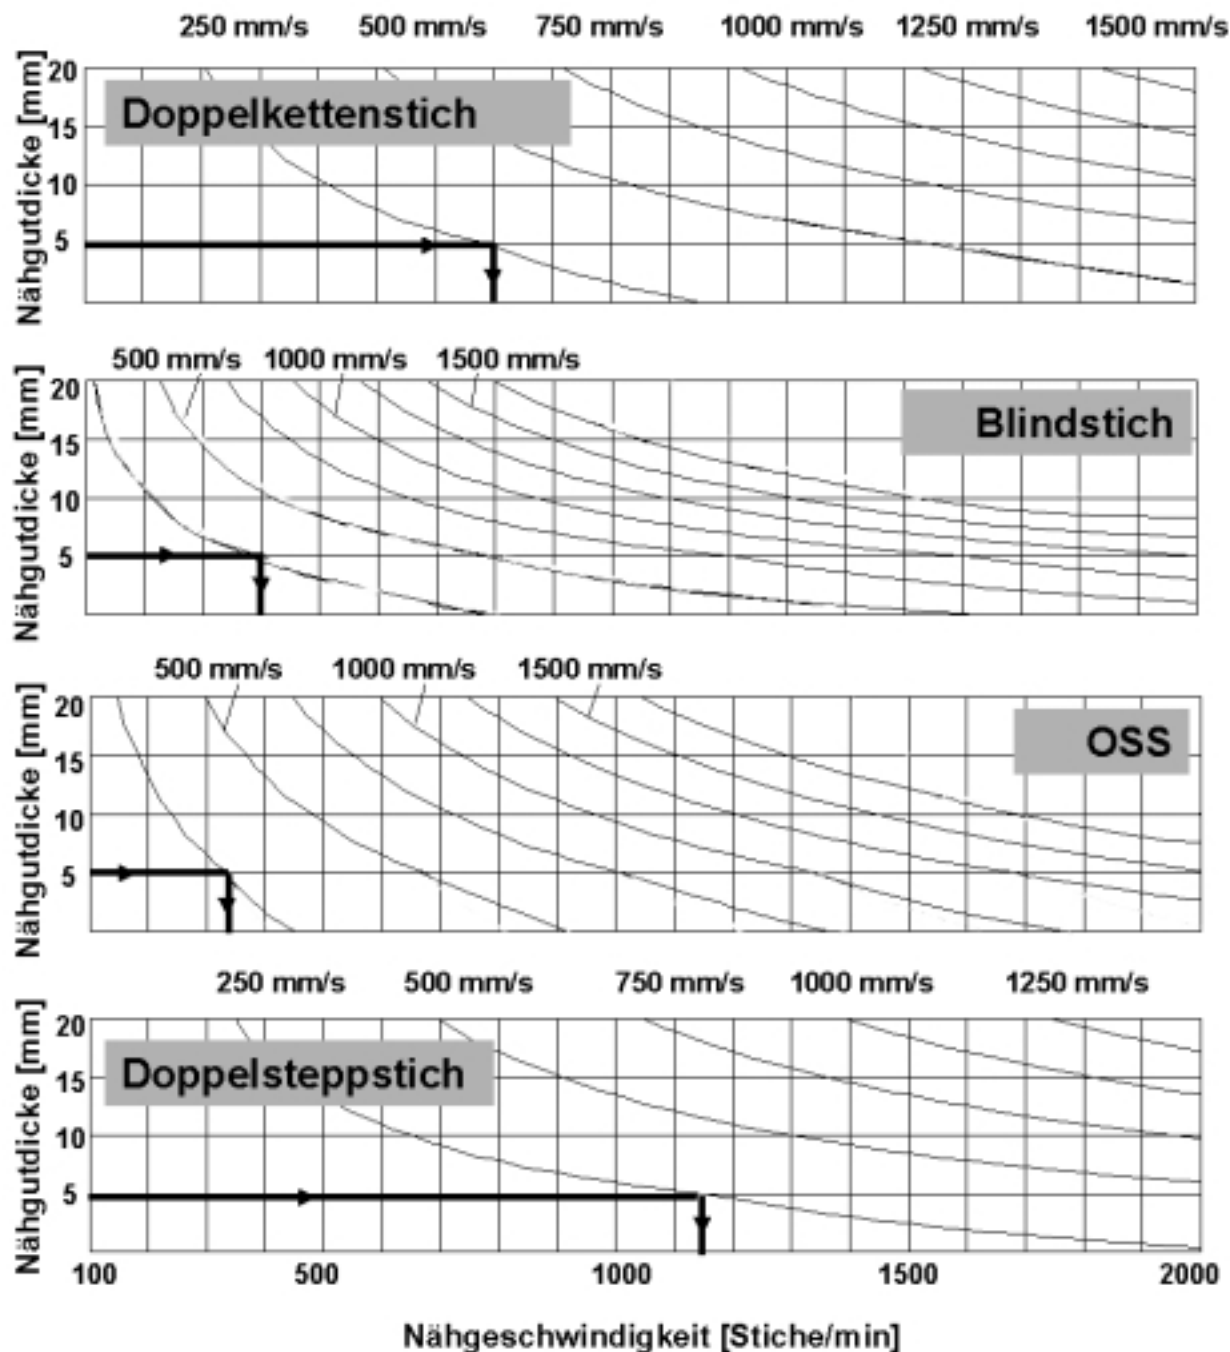 250 mm/s 500 mm/s 750 mm/s 1000 mm/s 1250 mm/s 1500 mm/s
Nähgutdicke [mm]
20
15
10
5
Doppelkettenstich
500 mm/s 1000 mm/s 1500 mm/s
Nähgutdicke [mm]
20
15
10
5
Blindstich
500 mm/s 1000 mm/s 1500 mm/s
Nähgutdicke [mm]
20
15
10
5
OSS
250 mm/s 500 mm/s 750 mm/s 1000 mm/s 1250 mm/s
Nähgutdicke [mm]
20
15
10
5
Doppelsteppstich
100 500 1000 1500 2000
Nähgeschwindigkeit [Stiche/min]